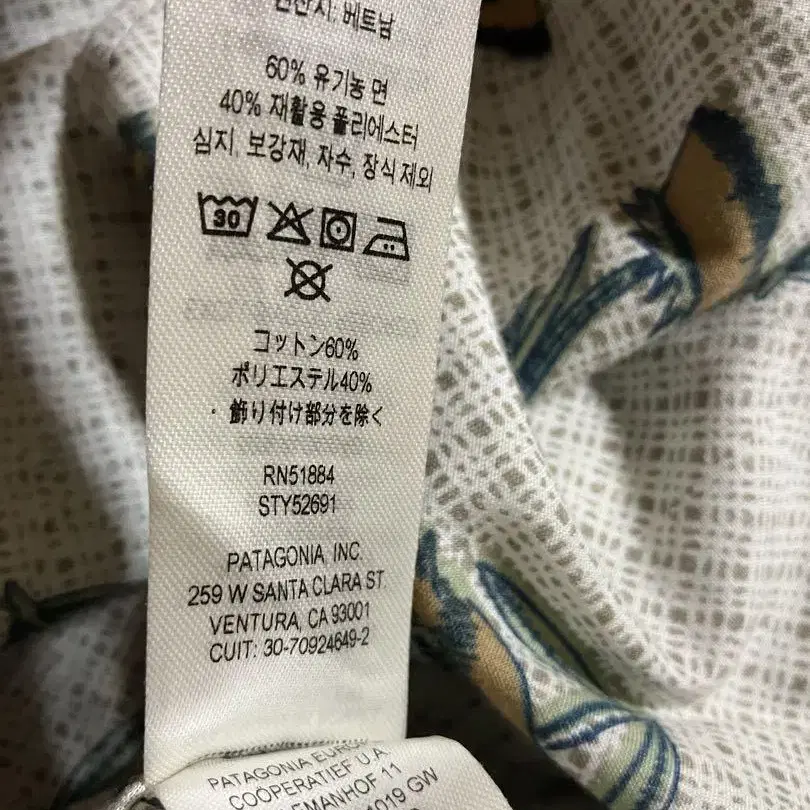 베트남
60% 유기농 면
40% 재활용 폴리에스터
심지, 보강재, 자수, 장식 제외
30
コットン60%
ポリエステル40%
・飾り付け部分を除く
RN51884
STY52691
PATAGONIA INC.
259 W SANTA CLARA ST.
VENTURA, CA 93001
CUIT: 30-70924649-2
PATAGONIA EUROPE
COÖPERATIEF U.A.
11
1019 GW